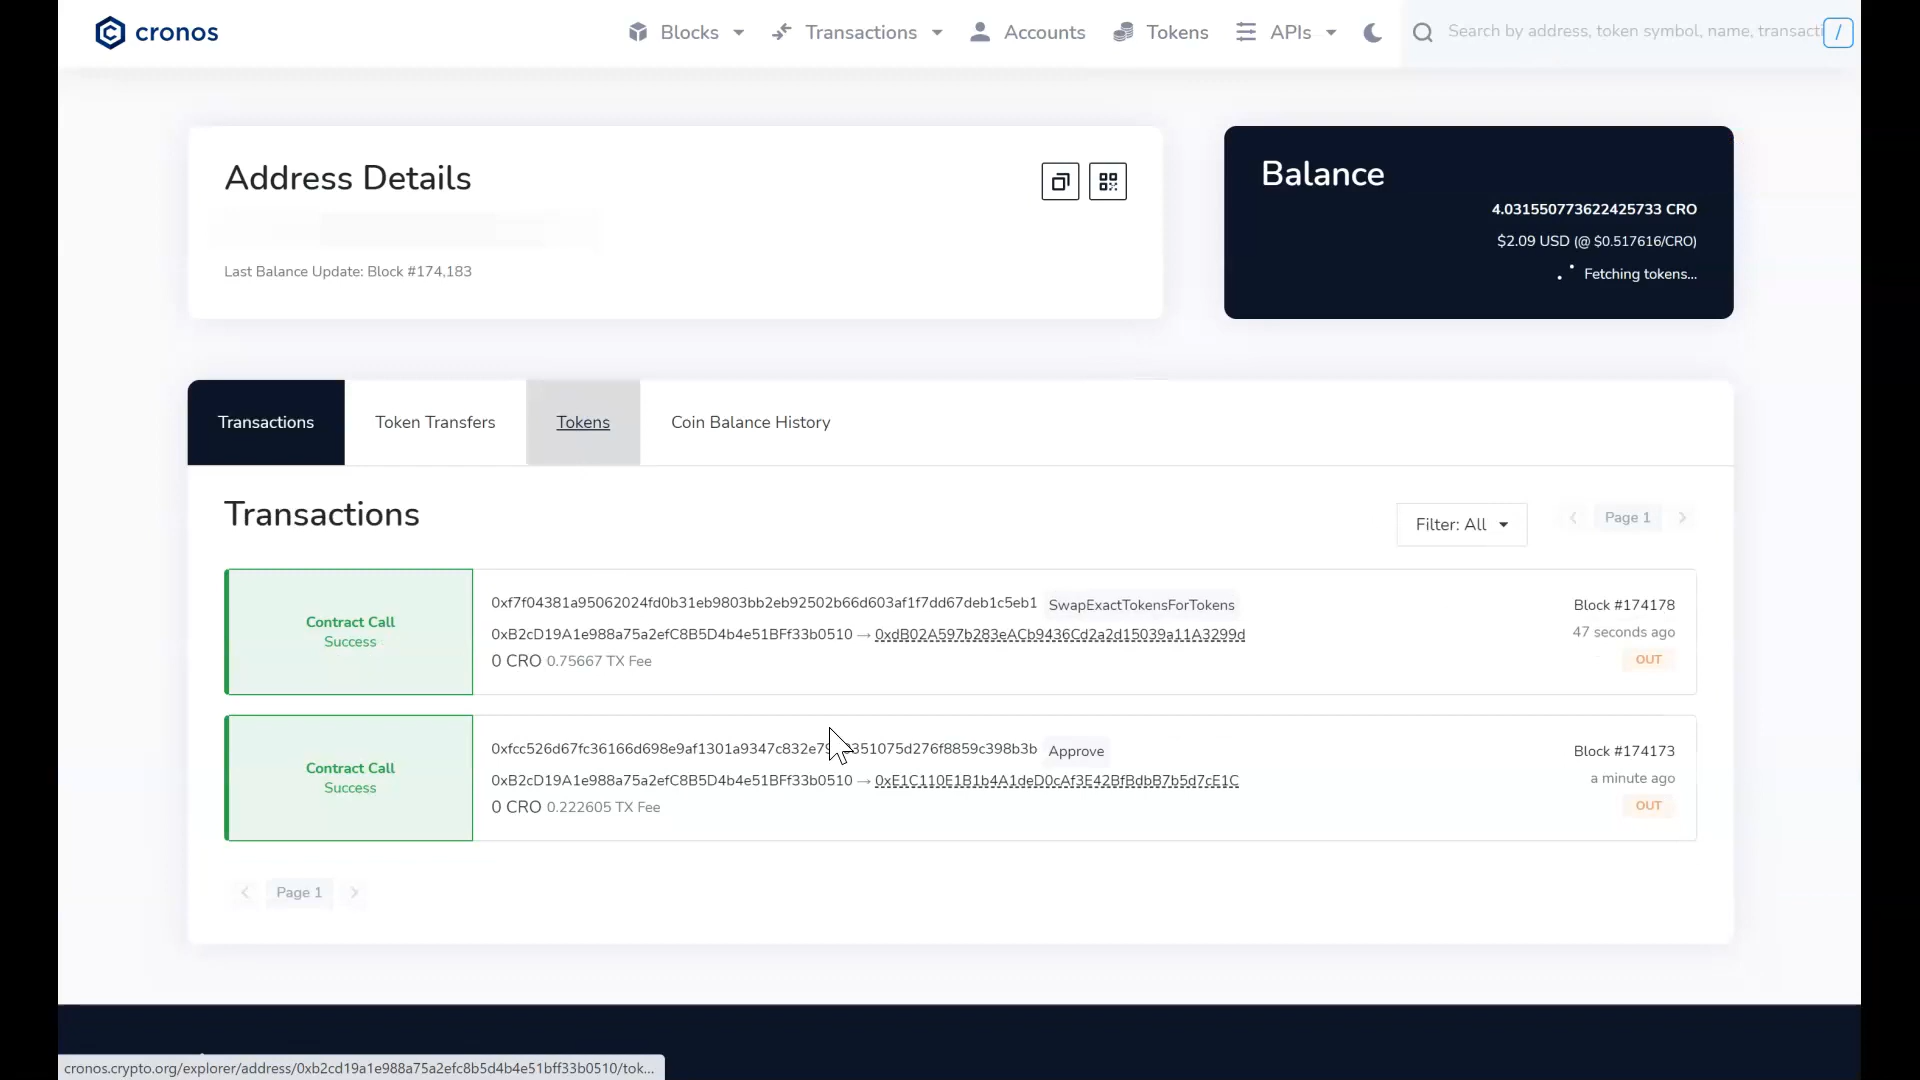 cronos
Blocks
Transactions
Accounts
Tokens
APIs
Search by address, token symbol, name, transacti
/
Address Details
Last Balance Update: Block #174,183
Balance
4.031550773622425733 CRO
$2.09 USD (@ $0.517616/CRO)
Fetching tokens...
Transactions
Token Transfers
Tokens
Coin Balance History
Transactions
Filter: All
Page 1
Contract Call
Success
0xf7f04381a95062024fd0b31eb9803bb2eb92502b66d603af1f7dd67deb1c5eb1 SwapExactTokensForTokens
0xB2cD19A1e988a75a2efC8B5D4b4e51BFf33b0510 → 0xdB02A597b283eACb9436Cd2a2d15039a11A3299d
0 CRO 0.75667 TX Fee
Block #174178
47 seconds ago
OUT
Contract Call
Success
Approve
0xB2cD19A1e988a75a2efC8B5D4b4e51BFf33b0510 → 0xE1C110E1B1b4A1deD0cAf3E42BfBdbB7b5d7cE1C
0 CRO 0.222605 TX Fee
Block #174173
a minute ago
OUT
Page 1
cronos.crypto.org/explorer/address/0xb2cd19a1e988a75a2efc8b5d4b4e51bff33b0510/tok...